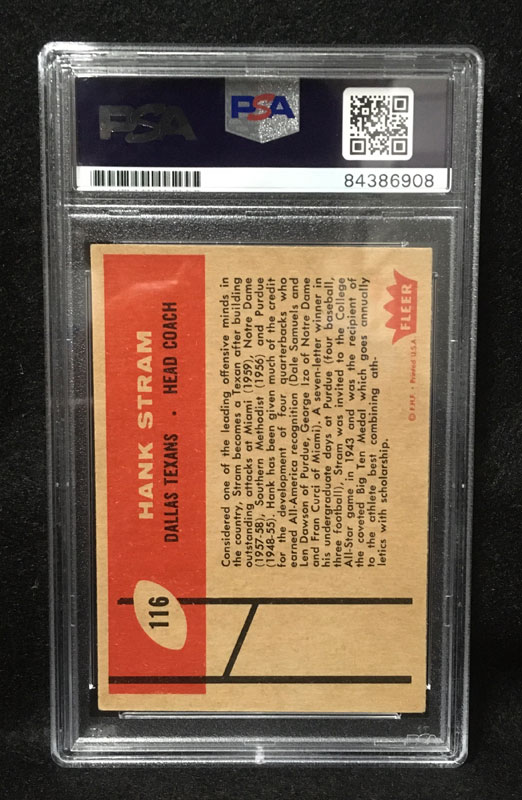 PSA
PSA
84386908
116
HANK STRAM
DALLAS TEXANS . HEAD COACH
Considered one of the leading offensive minds in
the country, Stram becomes a Texan after building
outstanding attacks at Miami (1959), Notre Dame
(1957-58), Southern Methodist (1956) and Purdue
(1948-55). Hank has been given much of the credit
for the development of four quarterbacks who
earned All-America recognition (Dale Samuels and
Len Dawson of Purdue, George Izo of Notre Dame
and Fran Curci of Miami). A seven-letter winner in
his undergraduate days at Purdue (four baseball,
three football), Stram was invited to the College
All-Star game in 1943 and was the recipient of
the coveted Big Ten Medal which goes annually
to the athlete best combining ath-
letics with scholarship.
FLEER
© F.H.F. • Printed U.S.A.